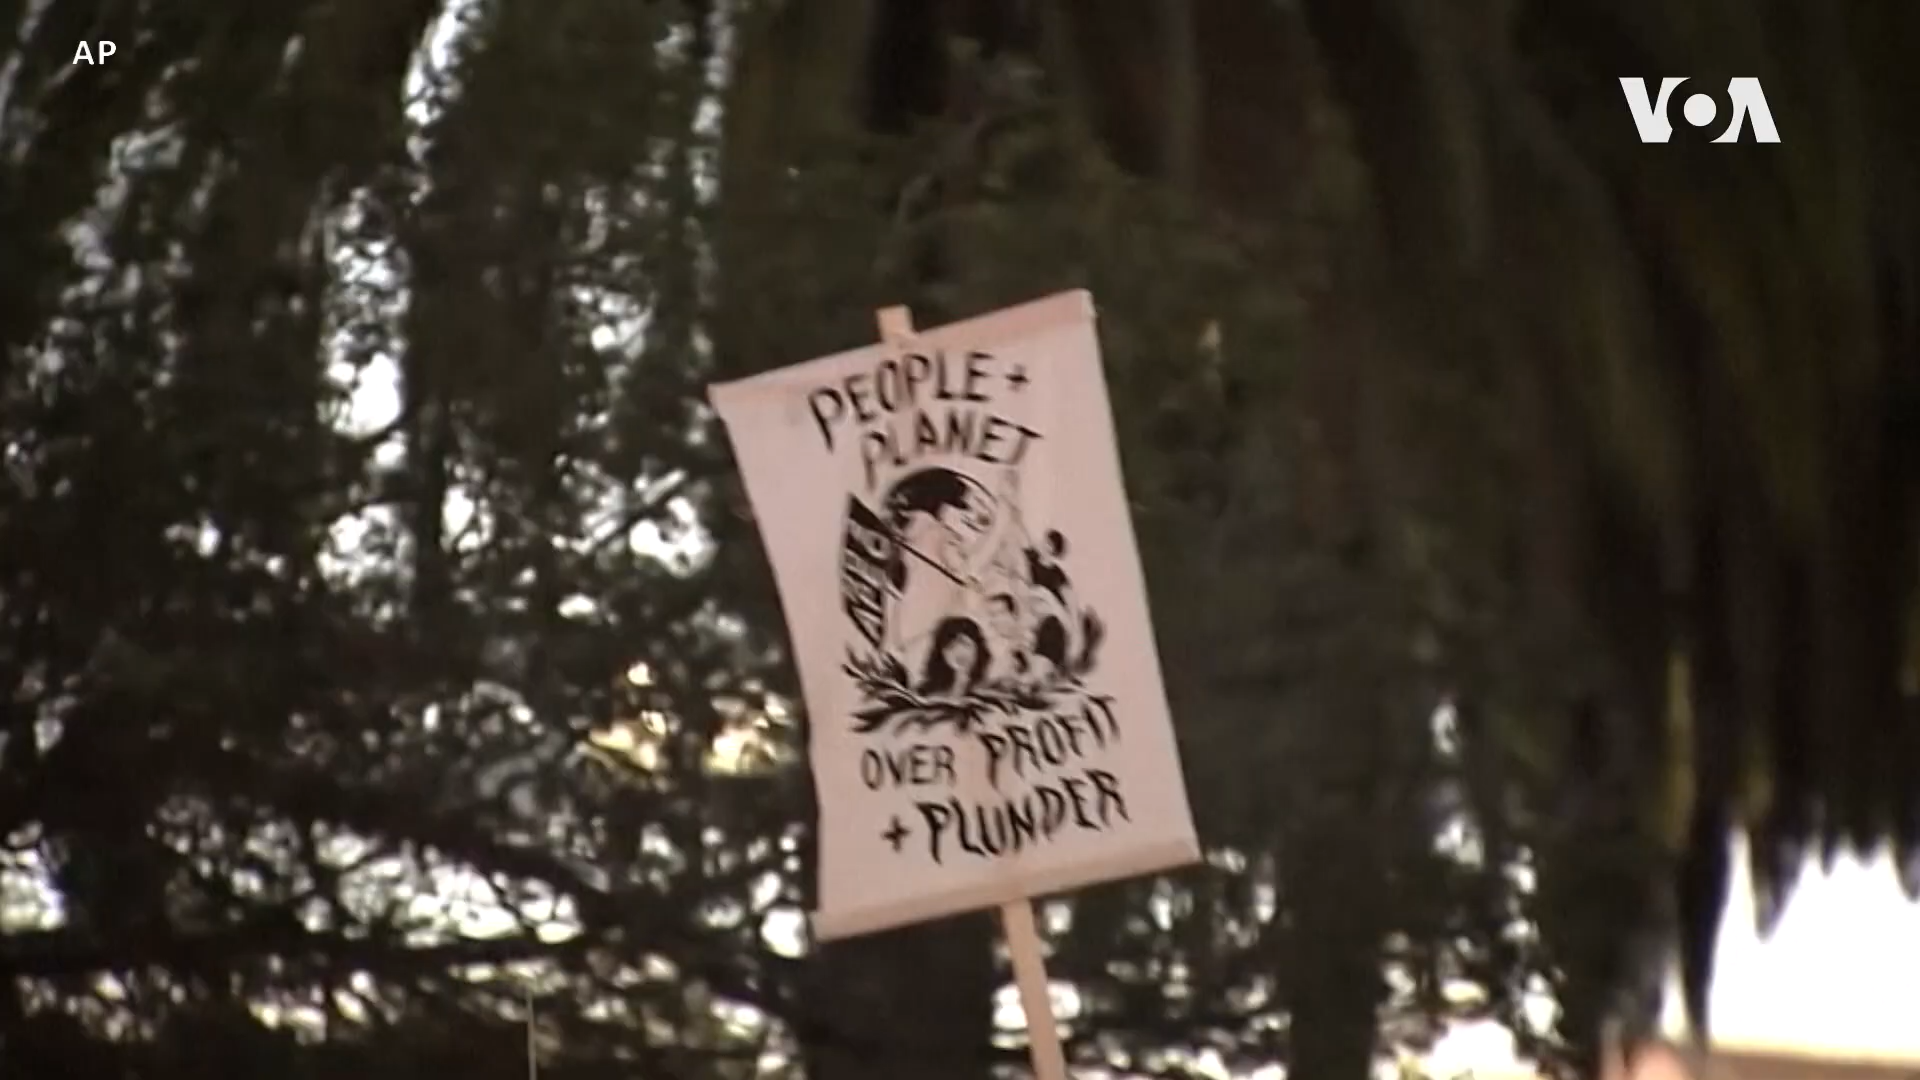 AP
VOA
PEOPLE +
PLANET
OVER PROFIT
+ PLUNDER